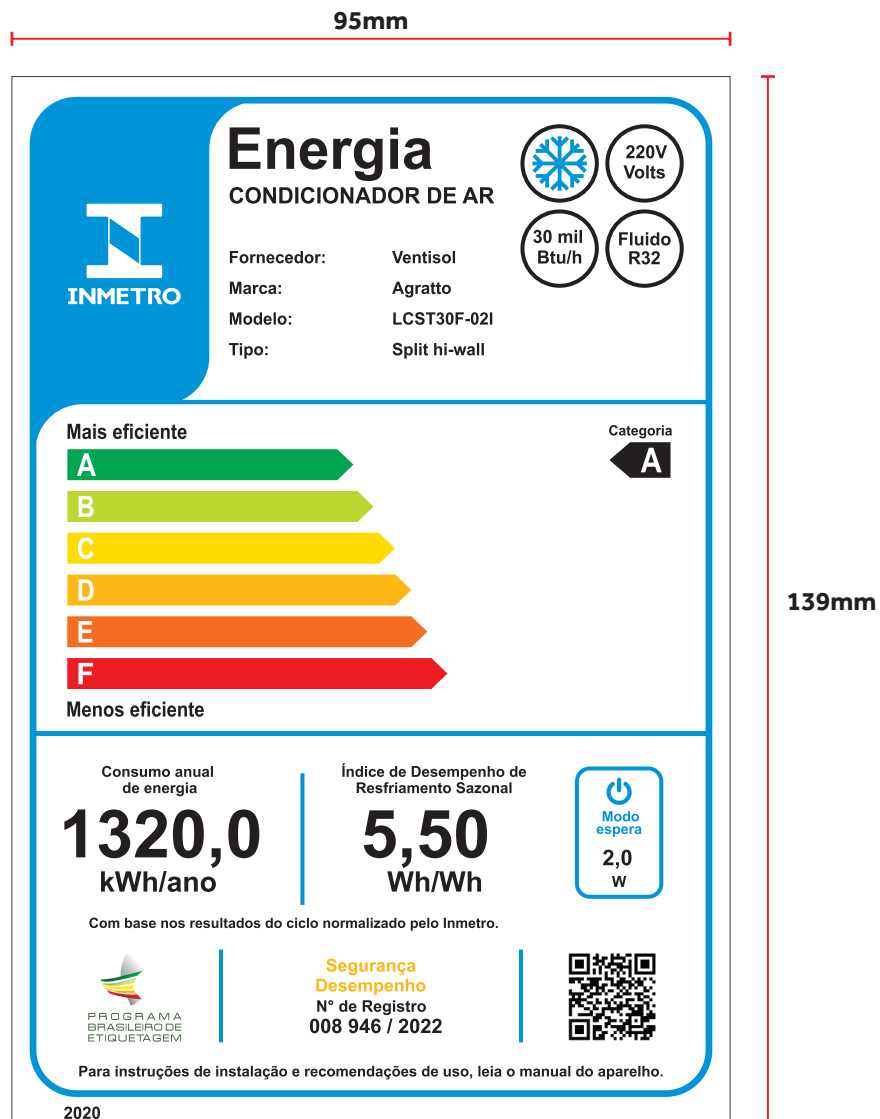 95mm
Energia
CONDICIONADOR DE AR
220V
Volts
30 mil
Btu/h
Fluido
R32
INMETRO
Fornecedor: Ventisol
Marca: Agratto
Modelo: LCST30F-02I
Tipo: Split hi-wall
Mais eficiente
Categoria
A
A
B
C
D
E
F
Menos eficiente
139mm
Consumo anual
de energia
1320,0
kWh/ano
Índice de Desempenho de
Resfriamento Sazonal
5,50
Wh/Wh
Modo
espera
2,0
W
Com base nos resultados do ciclo normalizado pelo Inmetro.
PROGRAMA
BRASILEIRO DE
ETIQUETAGEM
Segurança
Desempenho
N° de Registro
008 946 / 2022
Para instruções de instalação e recomendações de uso, leia o manual do aparelho.
2020